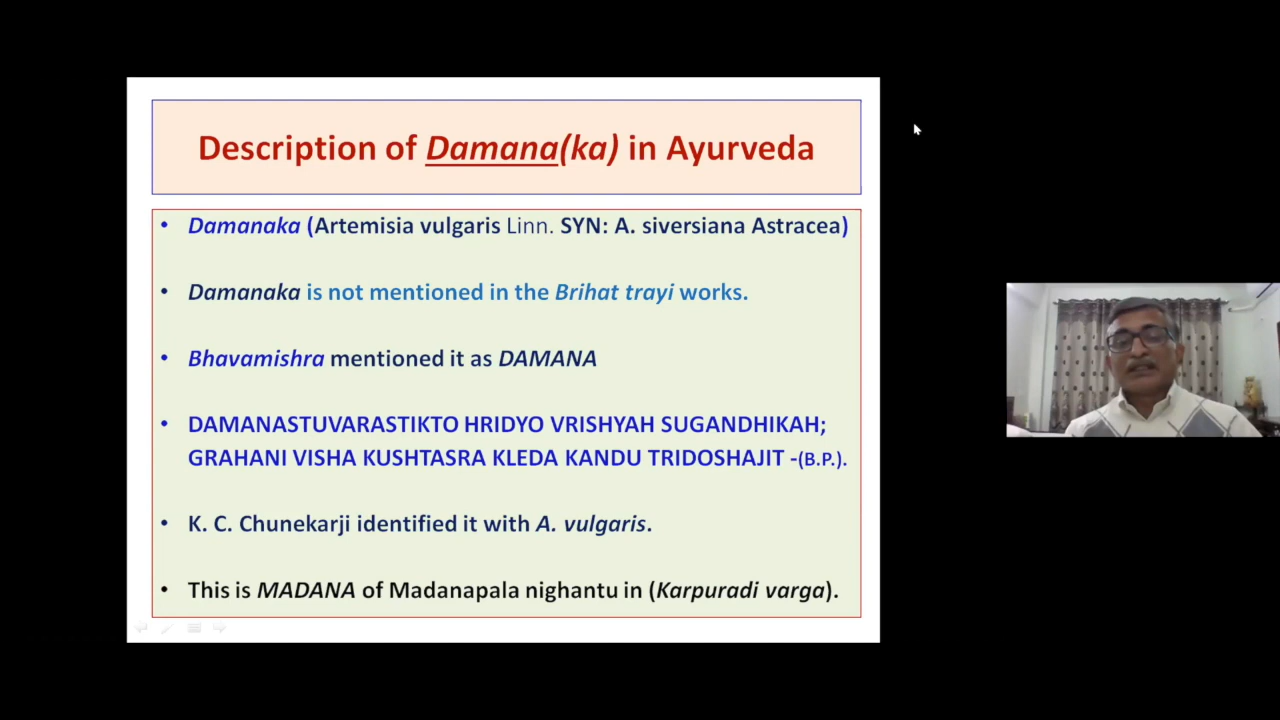 Description of Damana(ka) in Ayurveda
• Damanaka (Artemisia vulgaris Linn. SYN: A. siversiana Astracea)
• Damanaka is not mentioned in the Brihat trayi works.
• Bhavamishra mentioned it as DAMANA
• DAMANASTUVARASTIKTO HRIDYO VRISHYAH SUGANDHIKAH;
GRAHANI VISHA KUSHTASRA KLEDA KANDU TRIDOSHAJIT -(B.P.).
• K. C. Chunekarji identified it with A. vulgaris.
• This is MADANA of Madanapala nighantu in (Karpuradi varga).